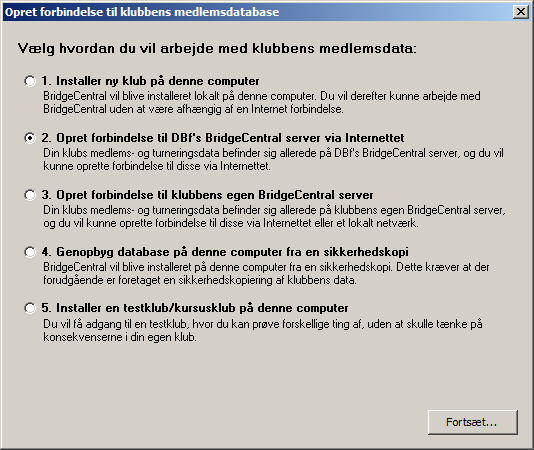 Opret forbindelse til klubbens medlemsdatabase
Vælg hvordan du vil arbejde med klubbens medlemsdata:
1. Installer ny klub på denne computer
BridgeCentral vil blive installeret lokalt på denne computer. Du vil derefter kunne arbejde med
BridgeCentral uden at være afhængig af en Internet forbindelse.
2. Opret forbindelse til DBf's BridgeCentral server via Internettet
Din klubs medlems- og turneringsdata befinder sig allerede på DBf's BridgeCentral server, og du vil
kunne oprette forbindelse til disse via Internettet.
3. Opret forbindelse til klubbens egen BridgeCentral server
Din klubs medlems- og turneringsdata befinder sig allerede på klubbens egen BridgeCentral server,
og du vil kunne oprette forbindelse til disse via Internettet eller et lokalt netværk.
4. Genopbyg database på denne computer fra en sikkerhedskopi
BridgeCentral vil blive installeret på denne computer fra en sikkerhedskopi. Dette kræver at der
forudgående er foretaget en sikkerhedskopiering af klubbens data.
5. Installer en testklub/kursusklub på denne computer
Du vil få adgang til en testklub, hvor du kan prøve forskellige ting af, uden at skulle tænke på
konsekvenserne i din egen klub.
Fortsæt...